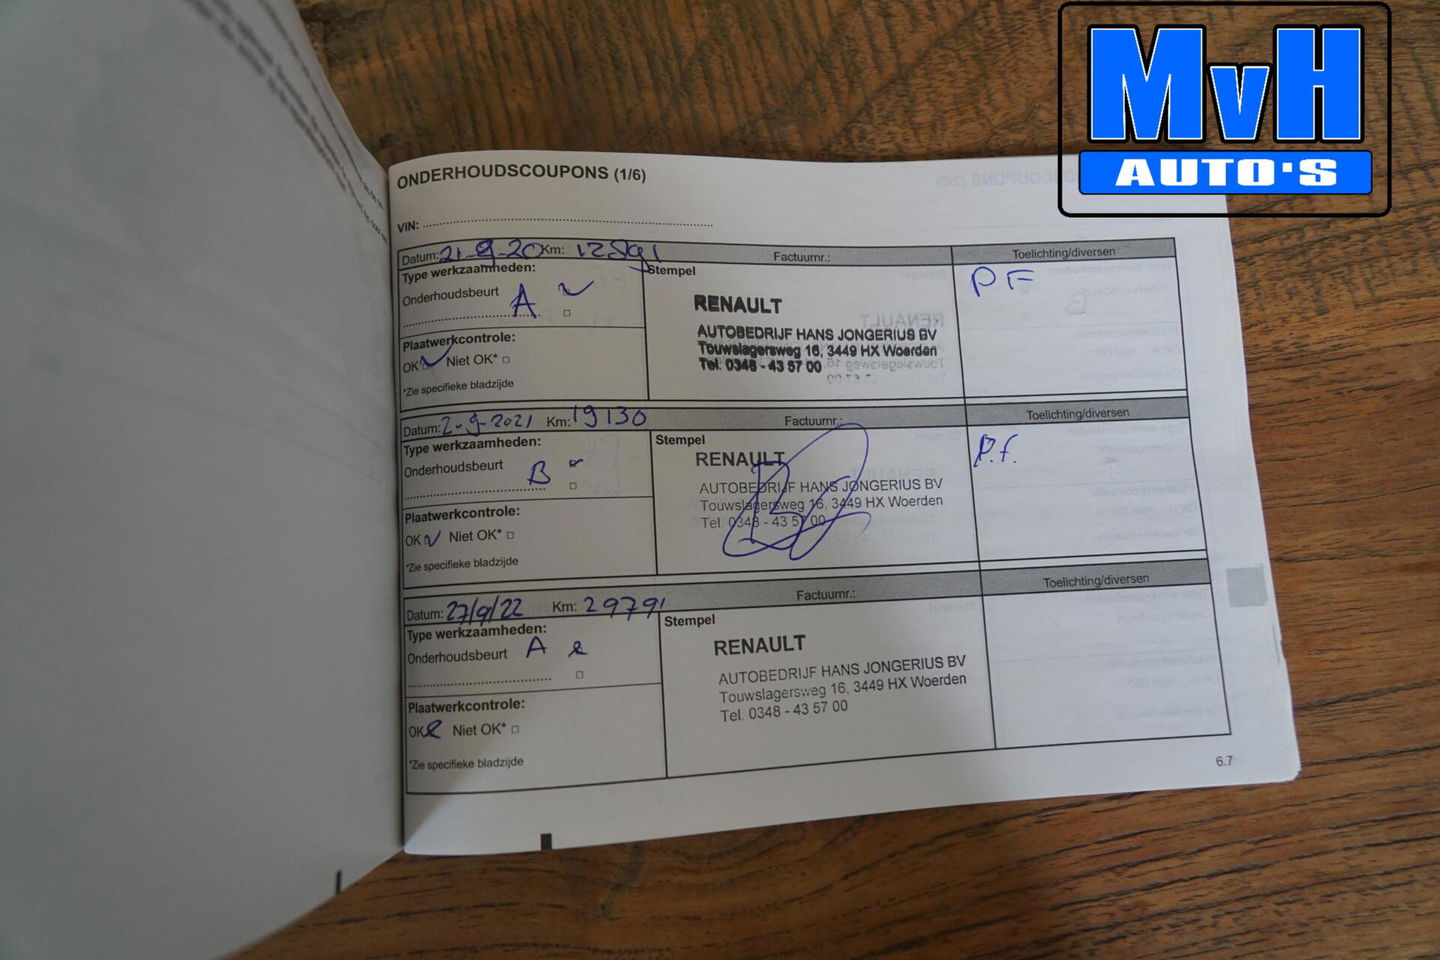 MvH
AUTO'S
ONDERHOUDSCOUPONS (1/6)
VIN:
Datum: 21-9-20 Km: 12591 Factuurnr.: Toelichting/diversen
Type werkzaamheden: Stempel PF
Onderhoudsbeurt A
RENAULT
AUTOBEDRIJF HANS JONGERIUS BV
Plaatwerkcontrole: Touwslagersweg 16, 3449 HX Woerden
OK Niet OK* Tel. 0348 - 43 57 00
*Zie specifieke bladzijde
Datum: 2-9-2021 Km: 19130 Factuurnr.: Toelichting/diversen
Type werkzaamheden: Stempel P.f.
Onderhoudsbeurt B RENAULT
AUTOBEDRIJF HANS JONGERIUS BV
Plaatwerkcontrole: Touwslagersweg 16, 3449 HX Woerden
OK Niet OK* Tel. 0348 - 43 57 00
*Zie specifieke bladzijde
Datum: 27/9/22 Km: 29791 Factuurnr.: Toelichting/diversen
Type werkzaamheden: Stempel
Onderhoudsbeurt A RENAULT
AUTOBEDRIJF HANS JONGERIUS BV
Plaatwerkcontrole: Touwslagersweg 16, 3449 HX Woerden
OK Niet OK* Tel. 0348 - 43 57 00
*Zie specifieke bladzijde
6.7